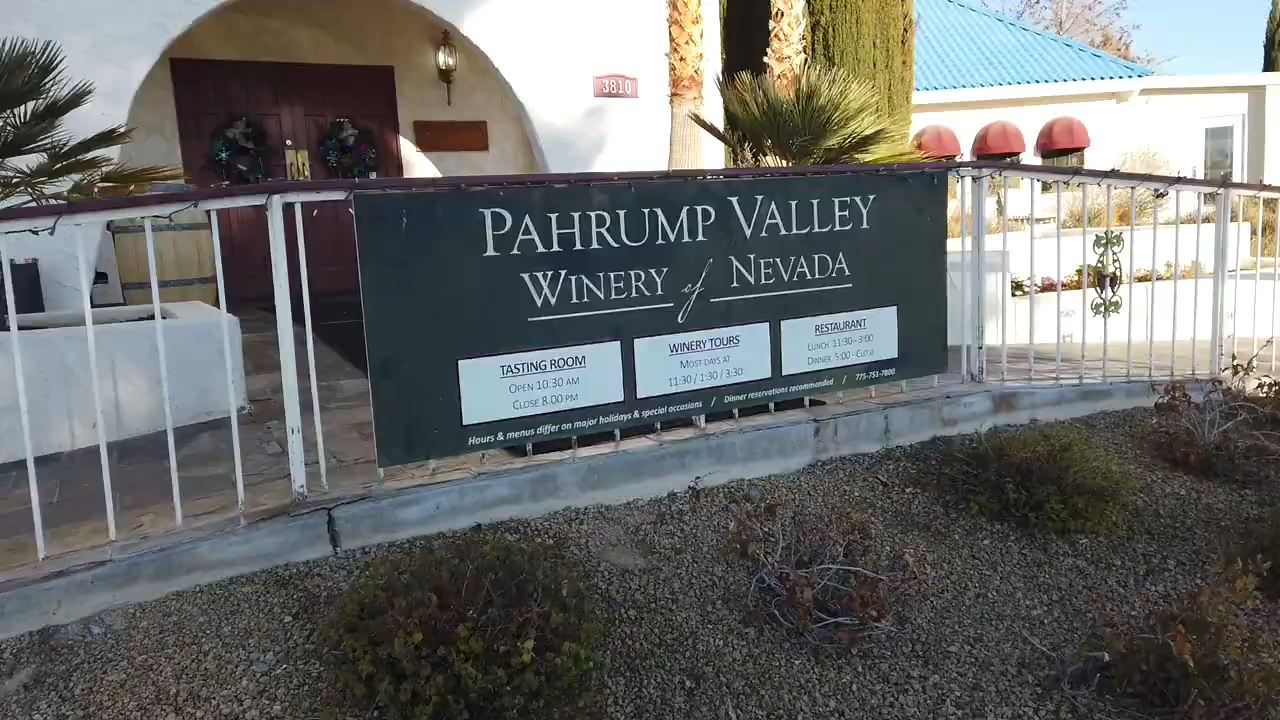 3810
PAHRUMP VALLEY
WINERY of NEVADA
TASTING ROOM
OPEN 10:30 AM
CLOSE 8.00 PM
WINERY TOURS
MOST DAYS AT
11:30 / 1:30 / 3:30
RESTAURANT
LUNCH 11:30 - 3:00
DINNER 5:00 - CLOSE
Hours & menus differ on major holidays & special occasions / Dinner reservations recommended / 775-751-7800